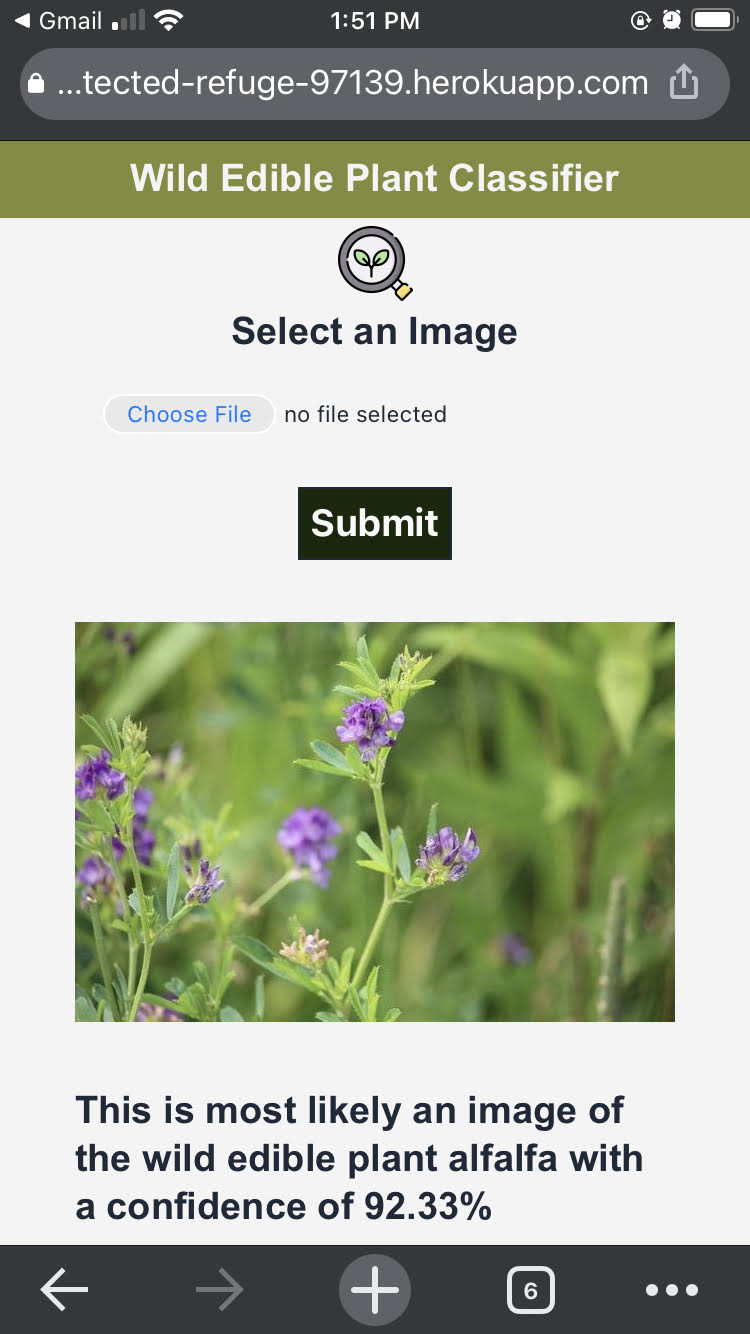 Gmail
1:51 PM
...tected-refuge-97139.herokuapp.com
Wild Edible Plant Classifier
Select an Image
Choose File no file selected
Submit
This is most likely an image of
the wild edible plant alfalfa with
a confidence of 92.33%
6